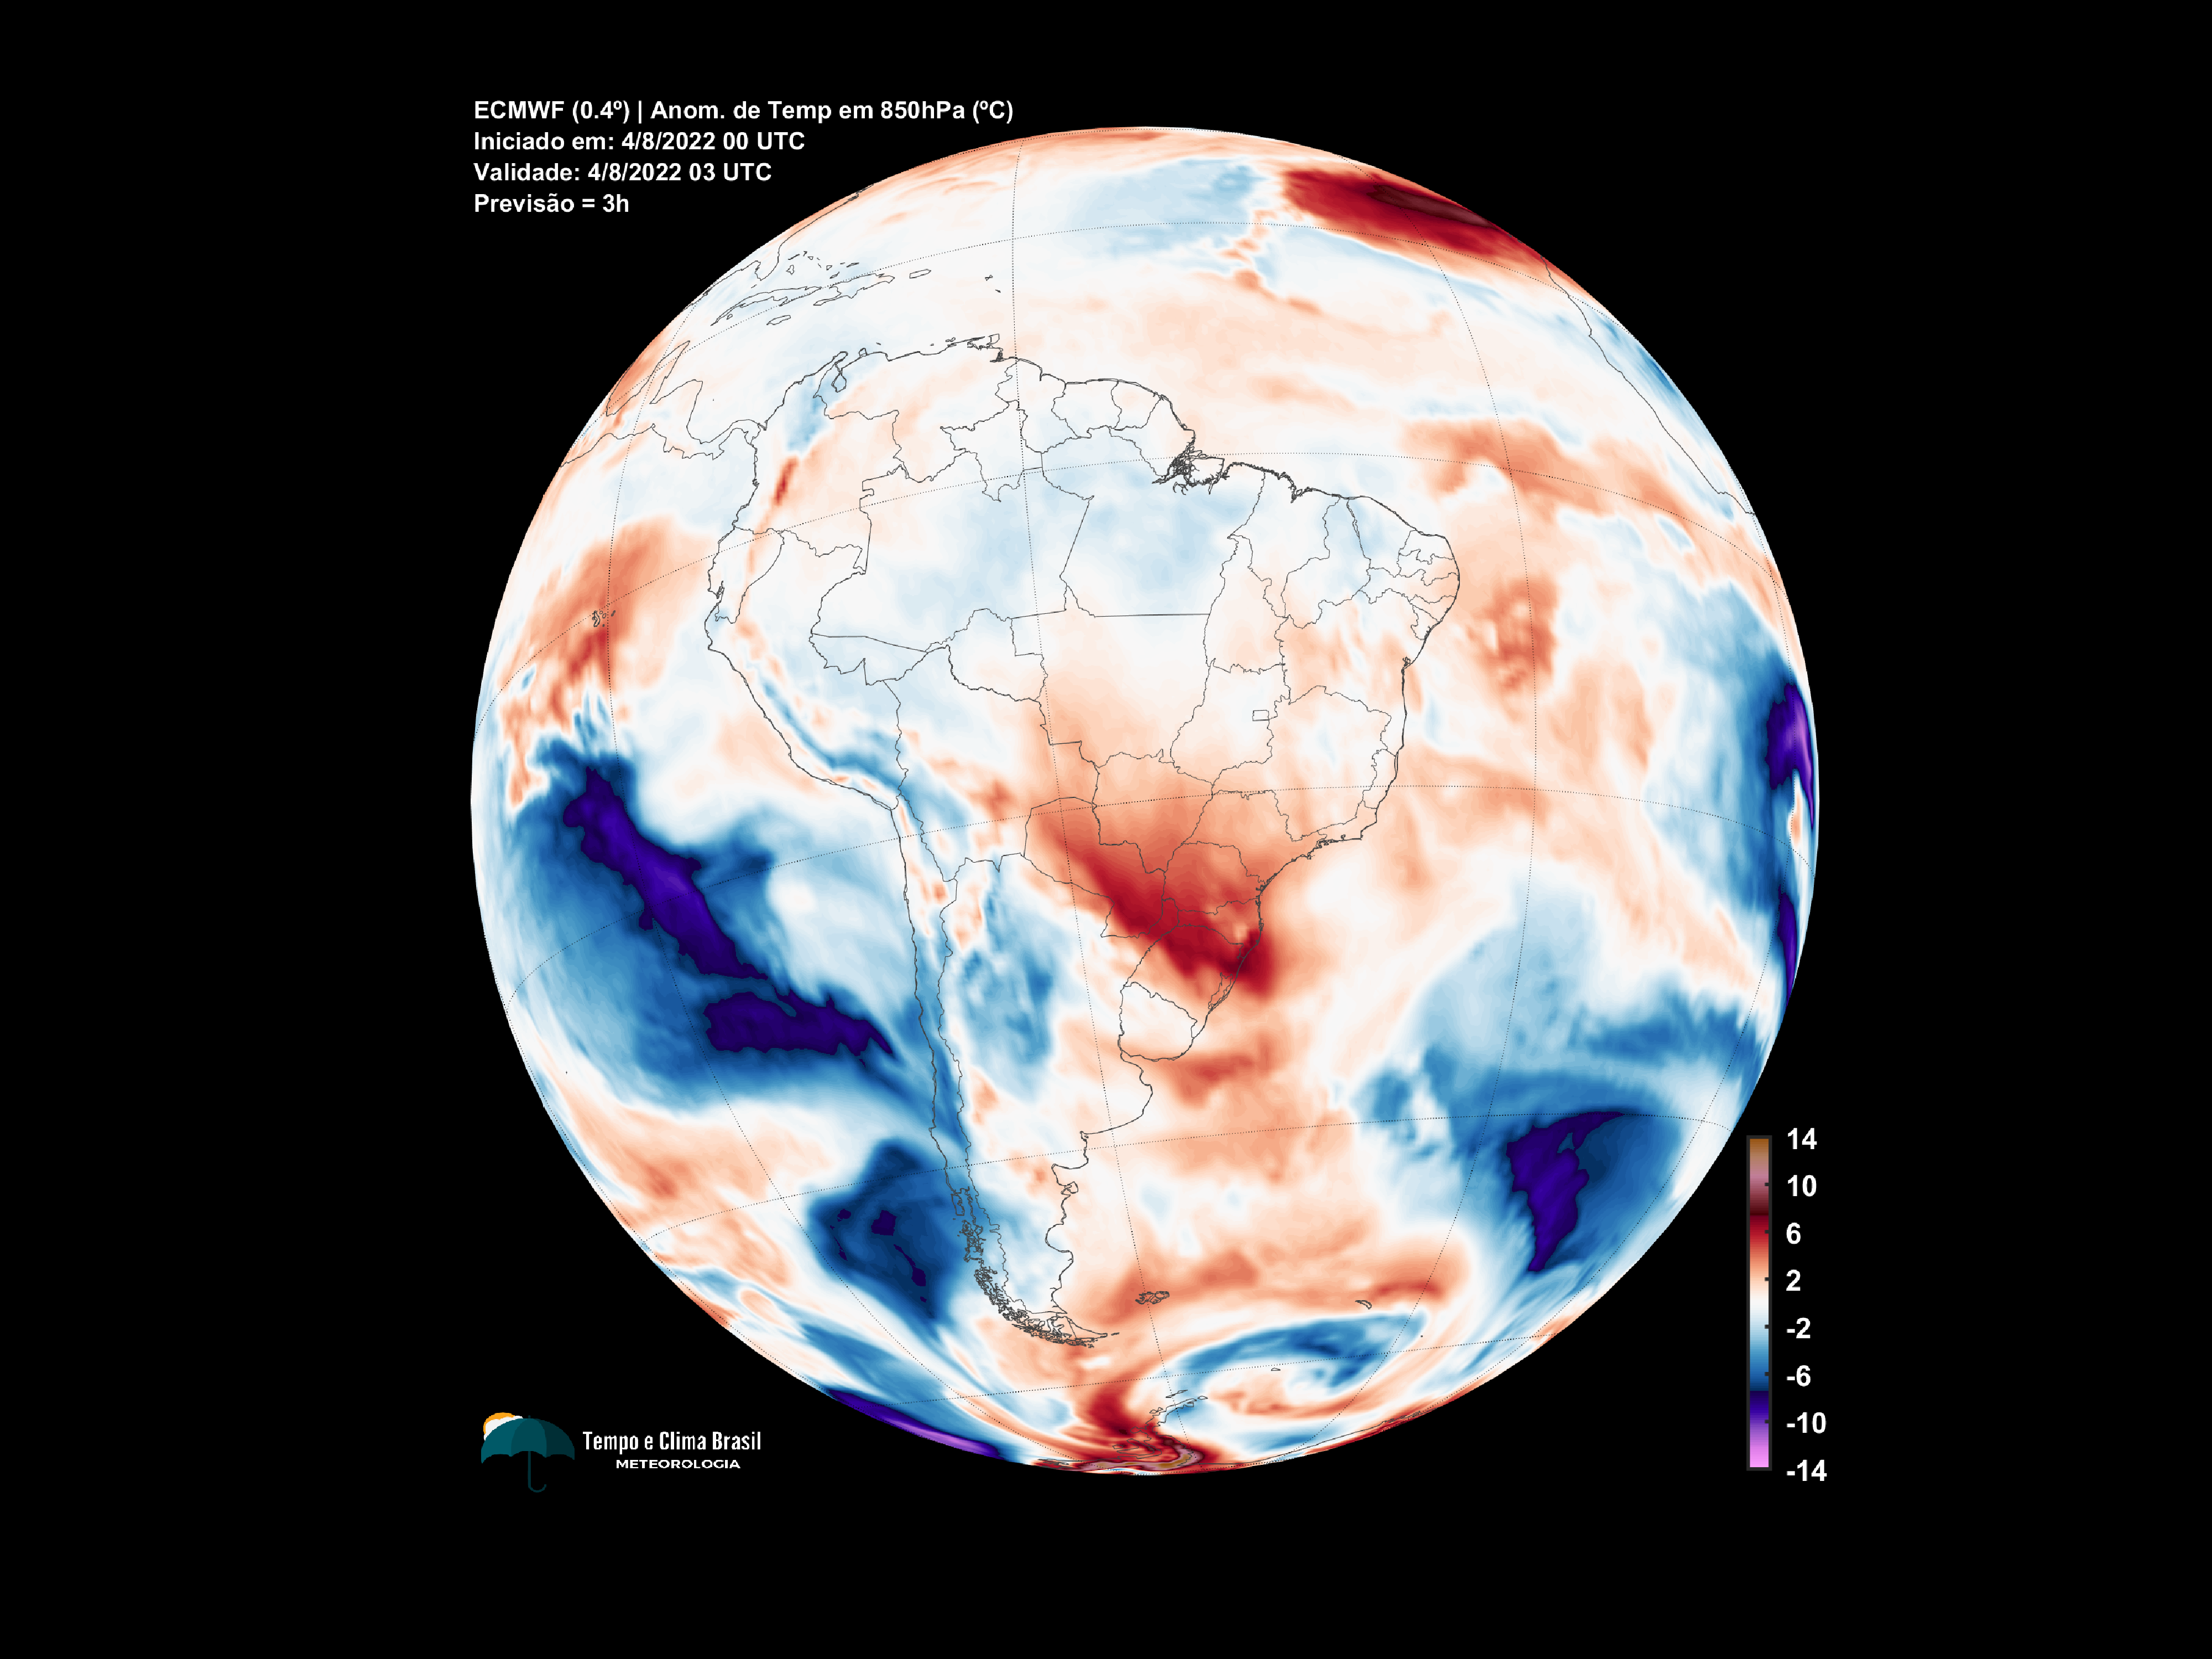 ECMWF (0.4º) | Anom. de Temp em 850hPa (ºC)
Iniciado em: 4/8/2022 00 UTC
Validade: 4/8/2022 03 UTC
Previsão = 3h
14
10
6
2
-2
-6
-10
-14
Tempo e Clima Brasil
METEOROLOGIA